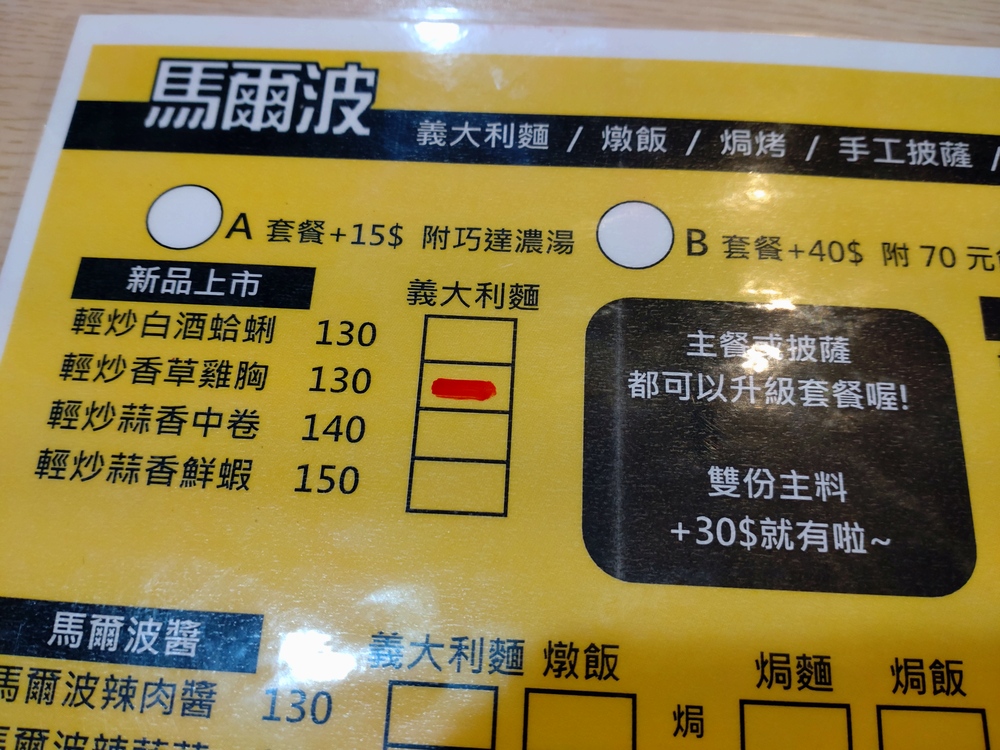 馬爾波
義大利麵 / 燉飯 / 焗烤 / 手工披薩 /
A 套餐+15$ 附巧達濃湯
B 套餐+40$ 附 70 元
新品上市
義大利麵
輕炒白酒蛤蜊 130
輕炒香草雞胸 130
輕炒蒜香中卷 140
輕炒蒜香鮮蝦 150
主餐或披薩
都可以升級套餐喔!
雙份主料
+30$就有啦~
馬爾波醬
義大利麵 燉飯 焗麵 焗飯
馬爾波辣肉醬 130
焗